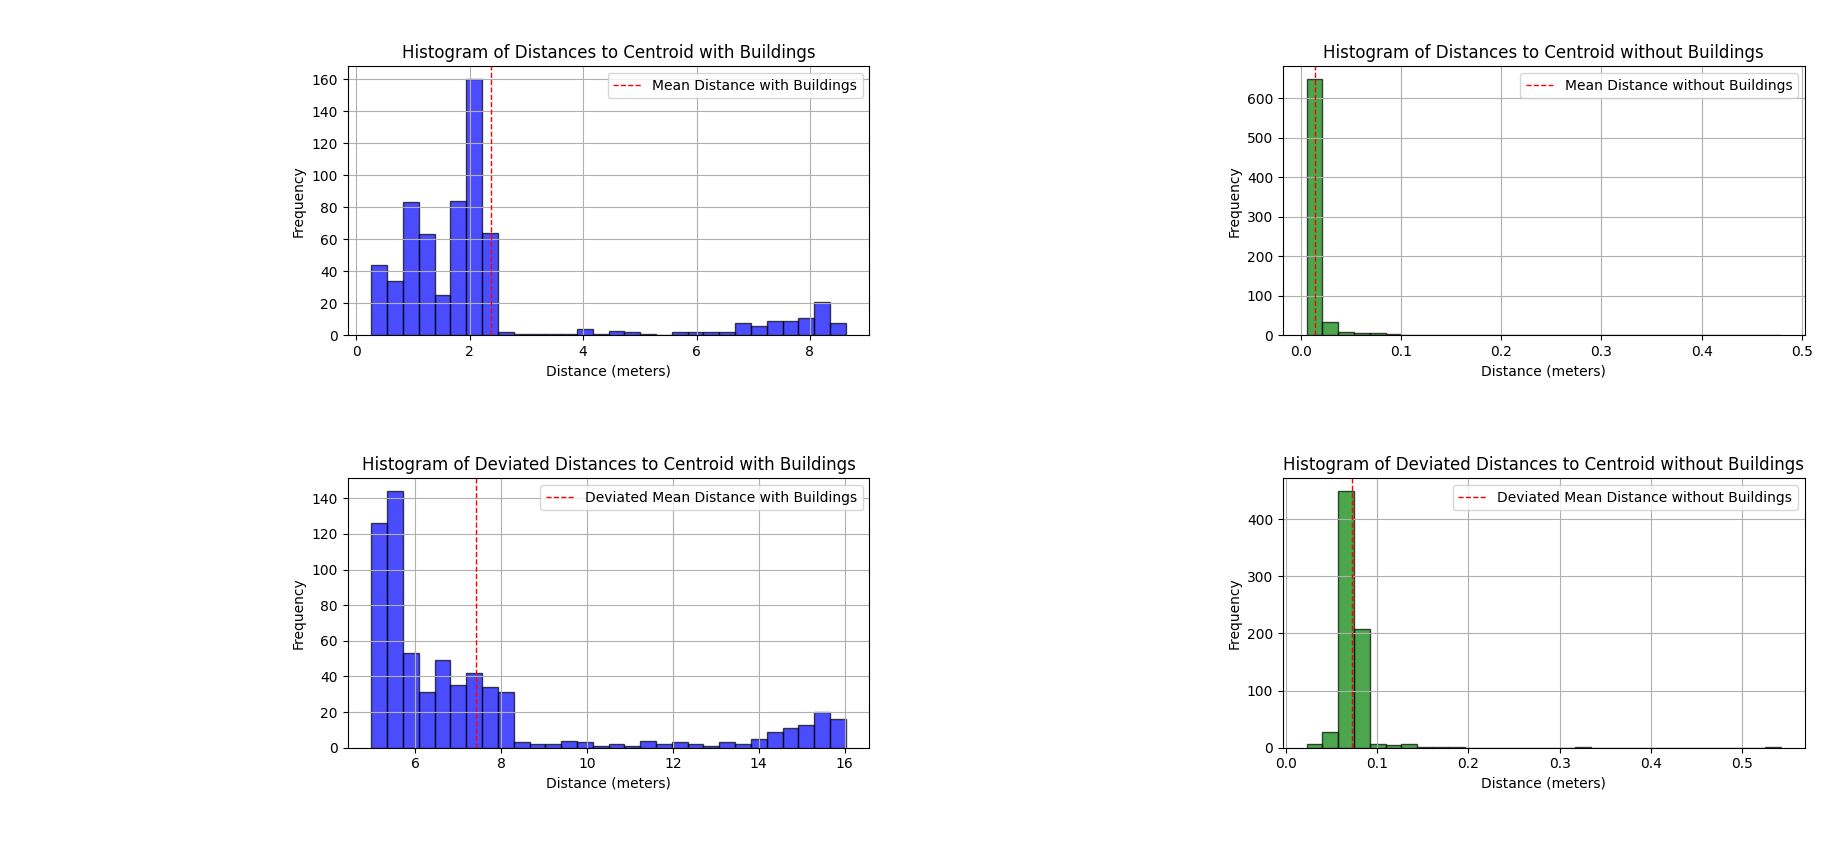 Histogram of Distances to Centroid with Buildings
Mean Distance with Buildings
Frequency
160
140
120
100
80
60
40
20
0
0 2 4 6 8
Distance (meters)
Histogram of Distances to Centroid without Buildings
Mean Distance without Buildings
Frequency
600
500
400
300
200
100
0
0.0 0.1 0.2 0.3 0.4 0.5
Distance (meters)
Histogram of Deviated Distances to Centroid with Buildings
Deviated Mean Distance with Buildings
Frequency
140
120
100
80
60
40
20
0
6 8 10 12 14 16
Distance (meters)
Histogram of Deviated Distances to Centroid without Buildings
Deviated Mean Distance without Buildings
Frequency
400
300
200
100
0
0.0 0.1 0.2 0.3 0.4 0.5
Distance (meters)